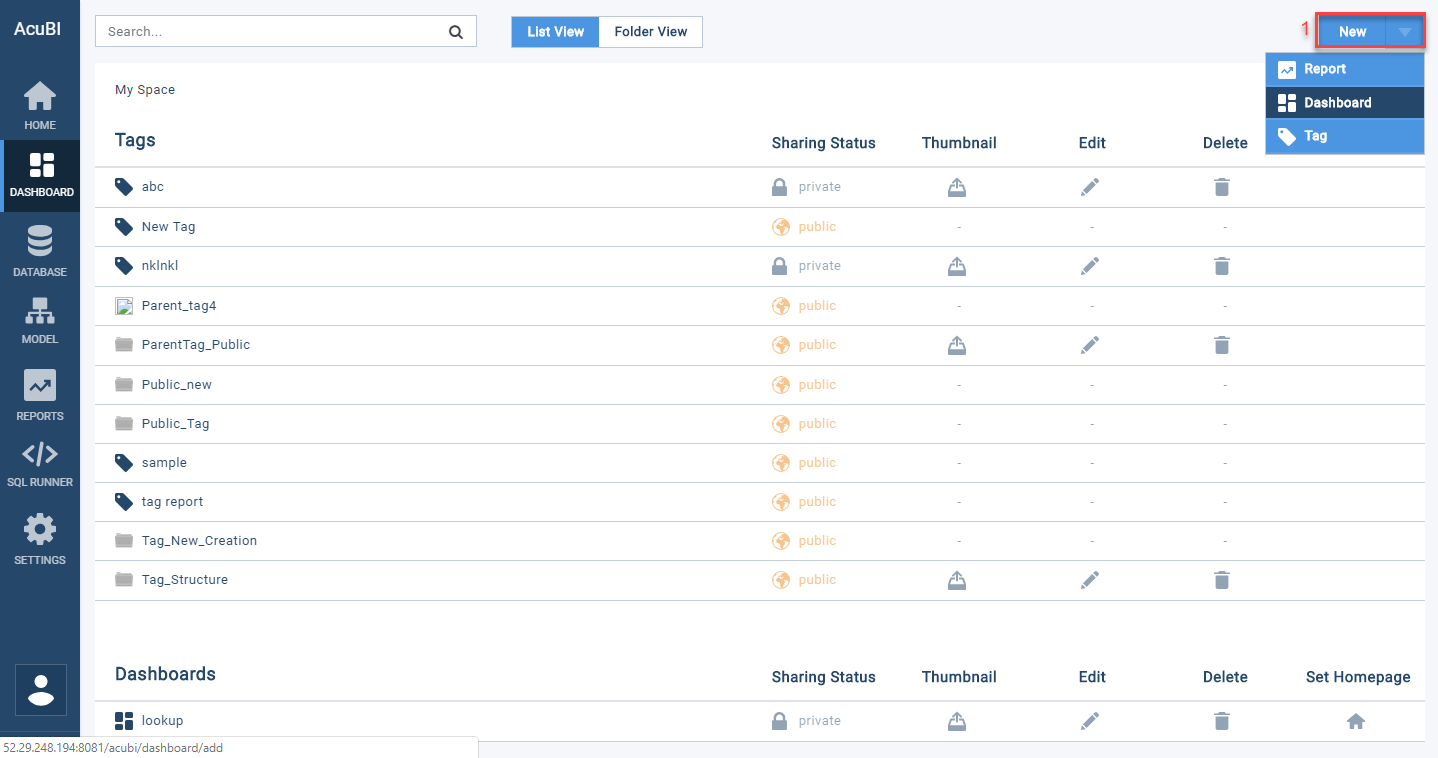 AcuBI
Search...
List View
Folder View
1
New
Report
Dashboard
Tag
HOME
DASHBOARD
DATABASE
MODEL
REPORTS
SQL RUNNER
SETTINGS
My Space
Tags Sharing Status Thumbnail Edit Delete
abc private
New Tag public - - -
nklnkl private
Parent_tag4 public - - -
ParentTag_Public public
Public_new public - - -
Public_Tag public - - -
sample public - - -
tag report public - - -
Tag_New_Creation public - - -
Tag_Structure public
Dashboards Sharing Status Thumbnail Edit Delete Set Homepage
lookup private
52.29.248.194:8081/acubi/dashboard/add